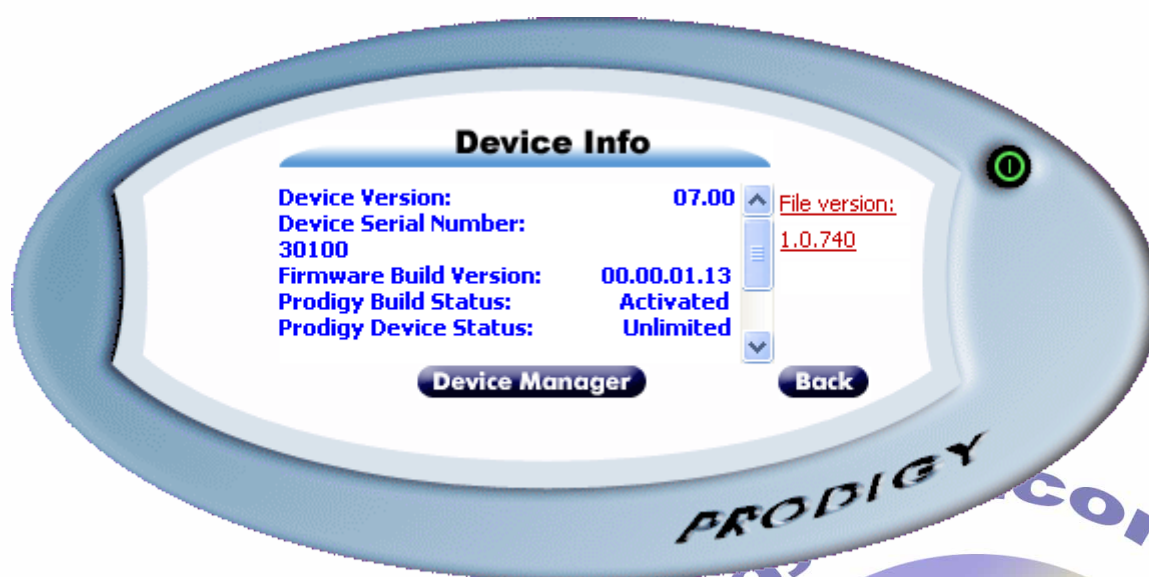 Device Info
Device Version: 07.00
Device Serial Number:
30100
Firmware Build Version: 00.00.01.13
Prodigy Build Status: Activated
Prodigy Device Status: Unlimited
File version:
1.0.740
Device Manager
Back
PRODIGY